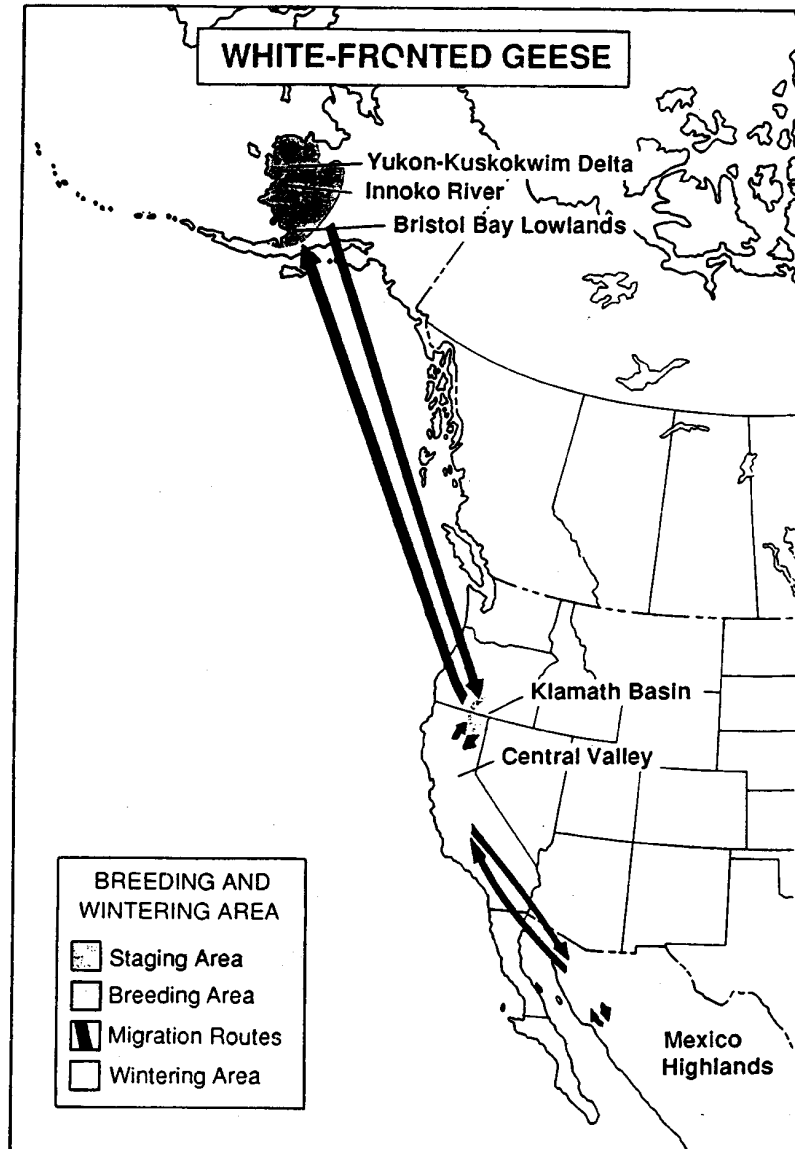 WHITE-FRONTED GEESE
Yukon-Kuskokwim Delta
Innoko River
Bristol Bay Lowlands
Klamath Basin
Central Valley
BREEDING AND
WINTERING AREA
Staging Area
Breeding Area
Migration Routes
Wintering Area
Mexico
Highlands